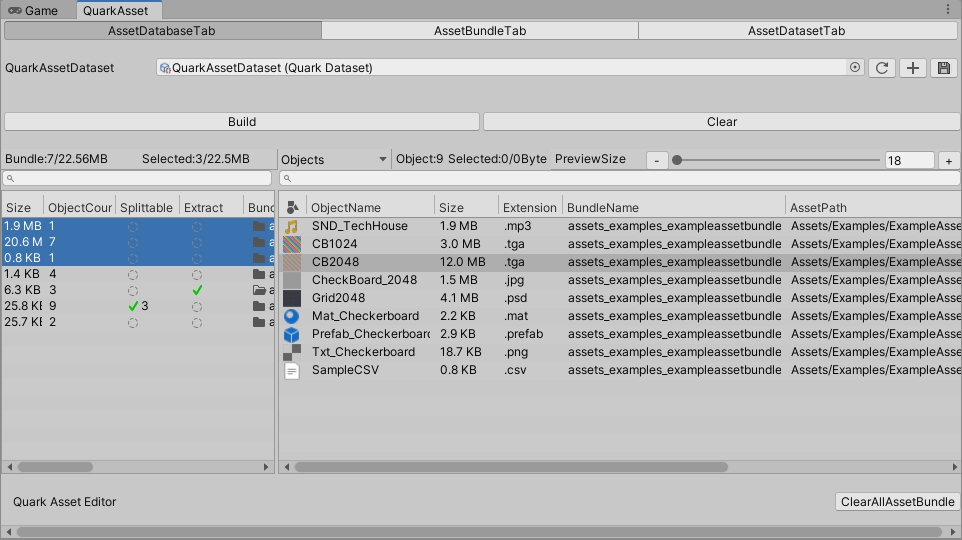 Game QuarkAsset
AssetDatabaseTab AssetBundleTab AssetDatasetTab
QuarkAssetDataset QuarkAssetDataset (Quark Dataset)
Build Clear
Bundle:7/22.56MB Selected:3/22.5MB Objects Object:9 Selected:0/0Byte PreviewSize - 18 +
Size ObjectCour Splittable Extract Bund ObjectName Size Extension BundleName AssetPath
1.9 MB 1 a SND_TechHouse 1.9 MB .mp3 assets_examples_exampleassetbundle Assets/Examples/ExampleAsse
20.6 M 7 a CB1024 3.0 MB .tga assets_examples_exampleassetbundle Assets/Examples/ExampleAsse
0.8 KB 1 a CB2048 12.0 MB .tga assets_examples_exampleassetbundle Assets/Examples/ExampleAsse
1.4 KB 4 a CheckBoard_2048 1.5 MB .jpg assets_examples_exampleassetbundle Assets/Examples/ExampleAsse
6.3 KB 3 a Grid2048 4.1 MB .psd assets_examples_exampleassetbundle Assets/Examples/ExampleAsse
25.8 KE 9 3 a Mat_Checkerboard 2.2 KB .mat assets_examples_exampleassetbundle Assets/Examples/ExampleAsse
25.7 KE 2 a Prefab_Checkerboarc 2.9 KB .prefab assets_examples_exampleassetbundle Assets/Examples/ExampleAsse
Txt_Checkerboard 18.7 KB .png assets_examples_exampleassetbundle Assets/Examples/ExampleAsse
SampleCSV 0.8 KB .csv assets_examples_exampleassetbundle Assets/Examples/ExampleAsse
Quark Asset Editor ClearAllAssetBundle